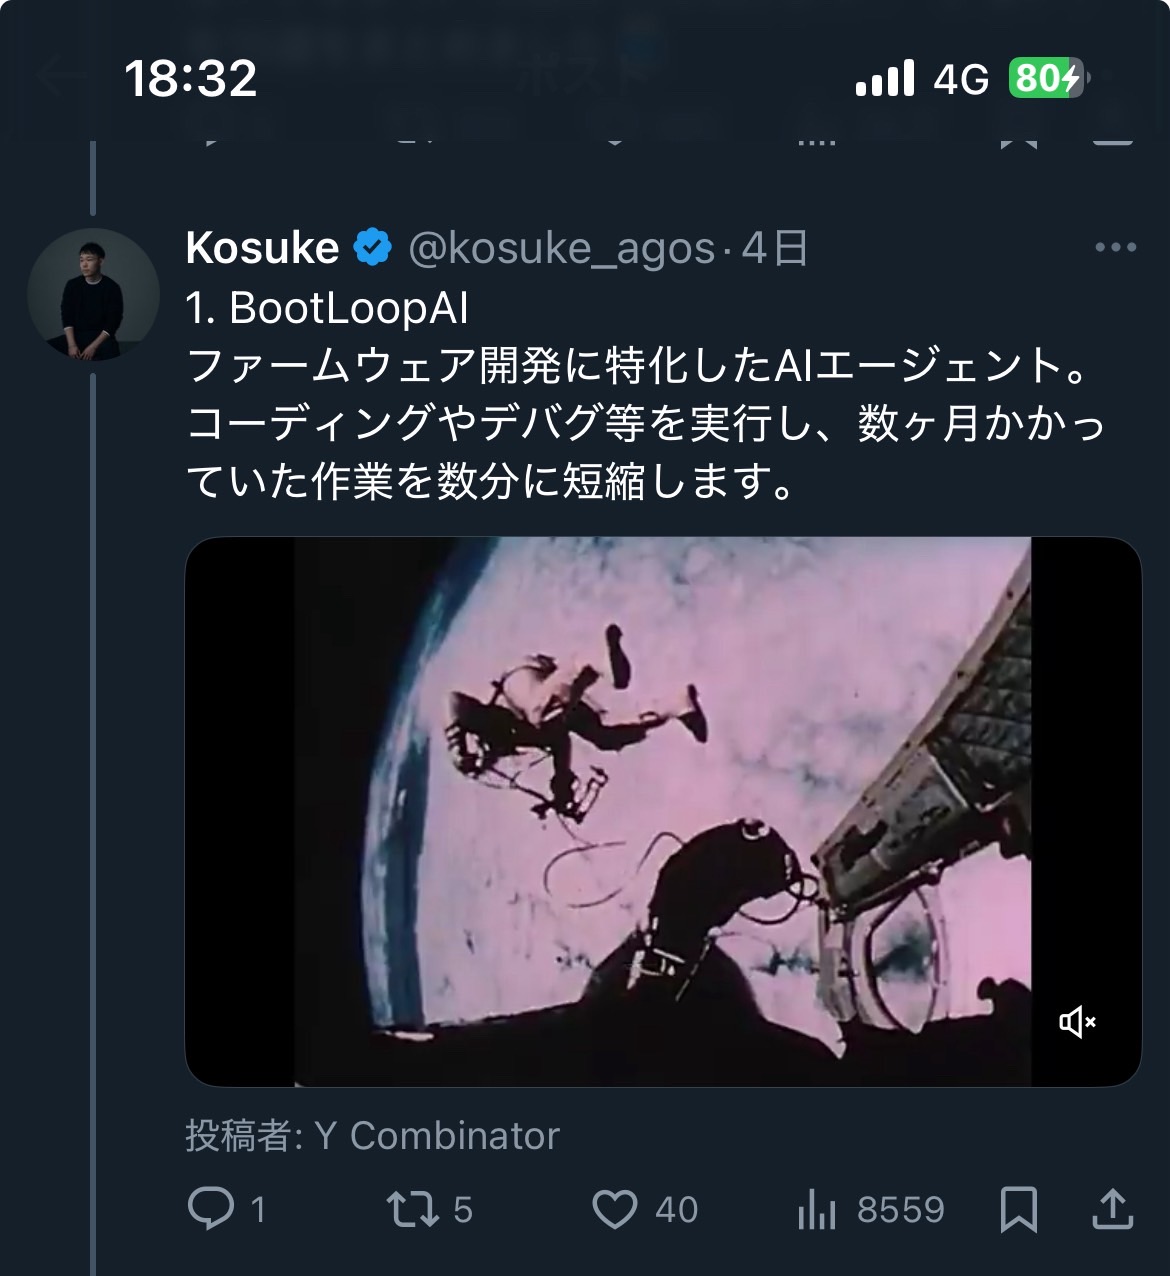 18:32
4G
80
ポスト
Kosuke @kosuke_agos · 4日
1. BootLoopAI
ファームウェア開発に特化したAIエージェント。
コーディングやデバグ等を実行し、数ヶ月かかっ
ていた作業を数分に短縮します。
投稿者: Y Combinator
1
5
40
8559